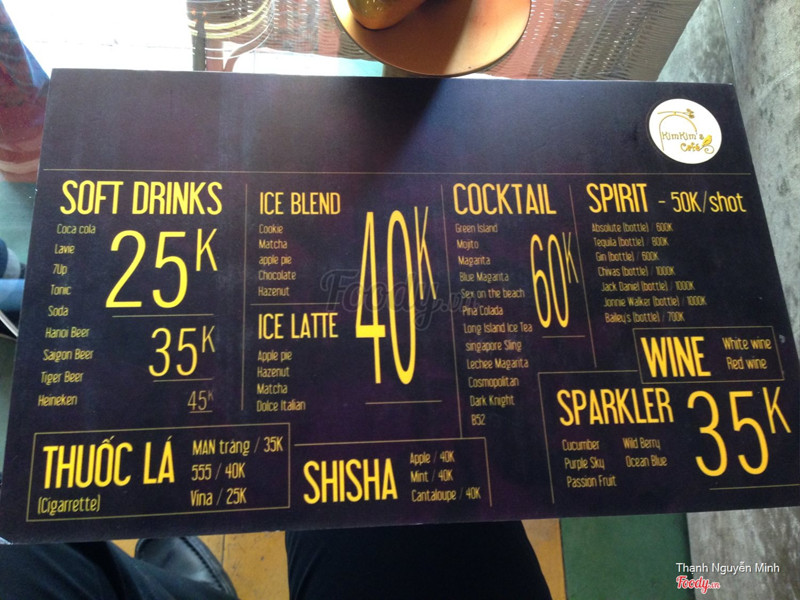 KimKim's
Café
SOFT DRINKS
Coca cola
Lavie
7Up
Tonic
Soda
25K
Hanoi Beer
Saigon Beer
Tiger Beer
35K
Heineken
45K
ICE BLEND
Cookie
Matcha
apple pie
Chocolate
Hazenut
ICE LATTE
Apple pie
Hazenut
Matcha
Dolce Italian
40K
COCKTAIL
Green Island
Mojito
Magarita
Blue Magarita
Sex on the beach
Pina Colada
Long Island Ice Tea
singapore Sling
Lechee Magarita
Cosmopolitan
Dark Knight
B52
60K
SPIRIT - 50K/shot
Absolute (bottle) / 600K
Tequila (bottle) / 800K
Gin (bottle) / 600K
Chivas (bottle) / 1000K
Jack Daniel (bottle) / 1000K
Jonnie Walker (bottle) / 1000K
Bailey's (bottle) / 700K
WINE
White wine
Red wine
SPARKLER
Cucumber
Purple Sky
Passion Fruit
Wild Berry
Ocean Blue
35K
THUỐC LÁ
(Cigarrette)
MAN trắng / 35K
555 / 40K
Vina / 25K
SHISHA
Apple / 40K
Mint / 40K
Cantaloupe / 40K
Foody.vn
Thanh Nguyễn Minh
Foody.vn